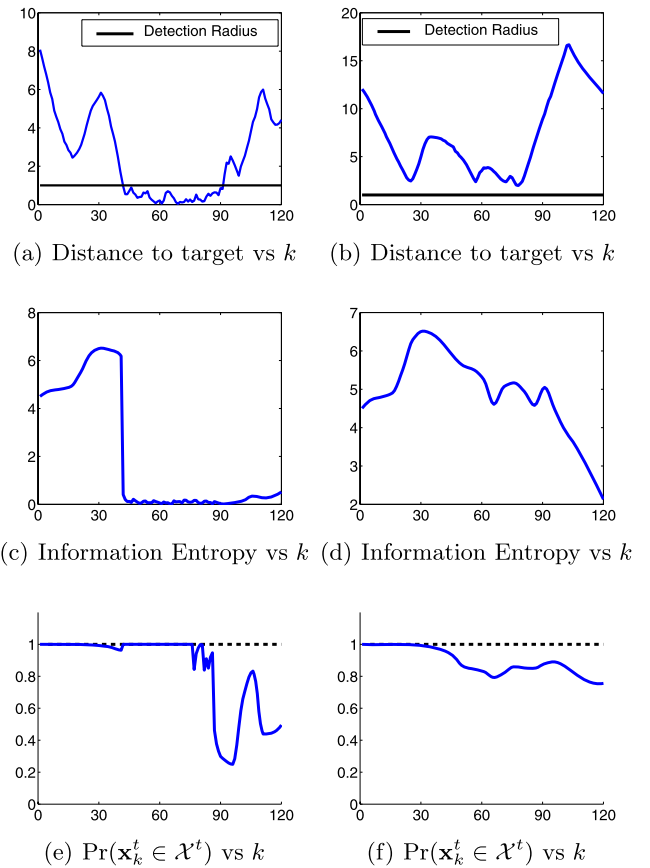 10
8
6
4
2
0
Detection Radius
0 30 60 90 120
(a) Distance to target vs k
20
15
10
5
0
Detection Radius
0 30 60 90 120
(b) Distance to target vs k
8
6
4
2
0
0 30 60 90 120
(c) Information Entropy vs k
7
6
5
4
3
2
0 30 60 90 120
(d) Information Entropy vs k
1
0.8
0.6
0.4
0.2
0
0 30 60 90 120
(e) Pr(𝐱ₖᵗ ∈ 𝒳ᵗ) vs k
1
0.8
0.6
0.4
0.2
0
0 30 60 90 120
(f) Pr(𝐱ₖᵗ ∈ 𝒳ᵗ) vs k